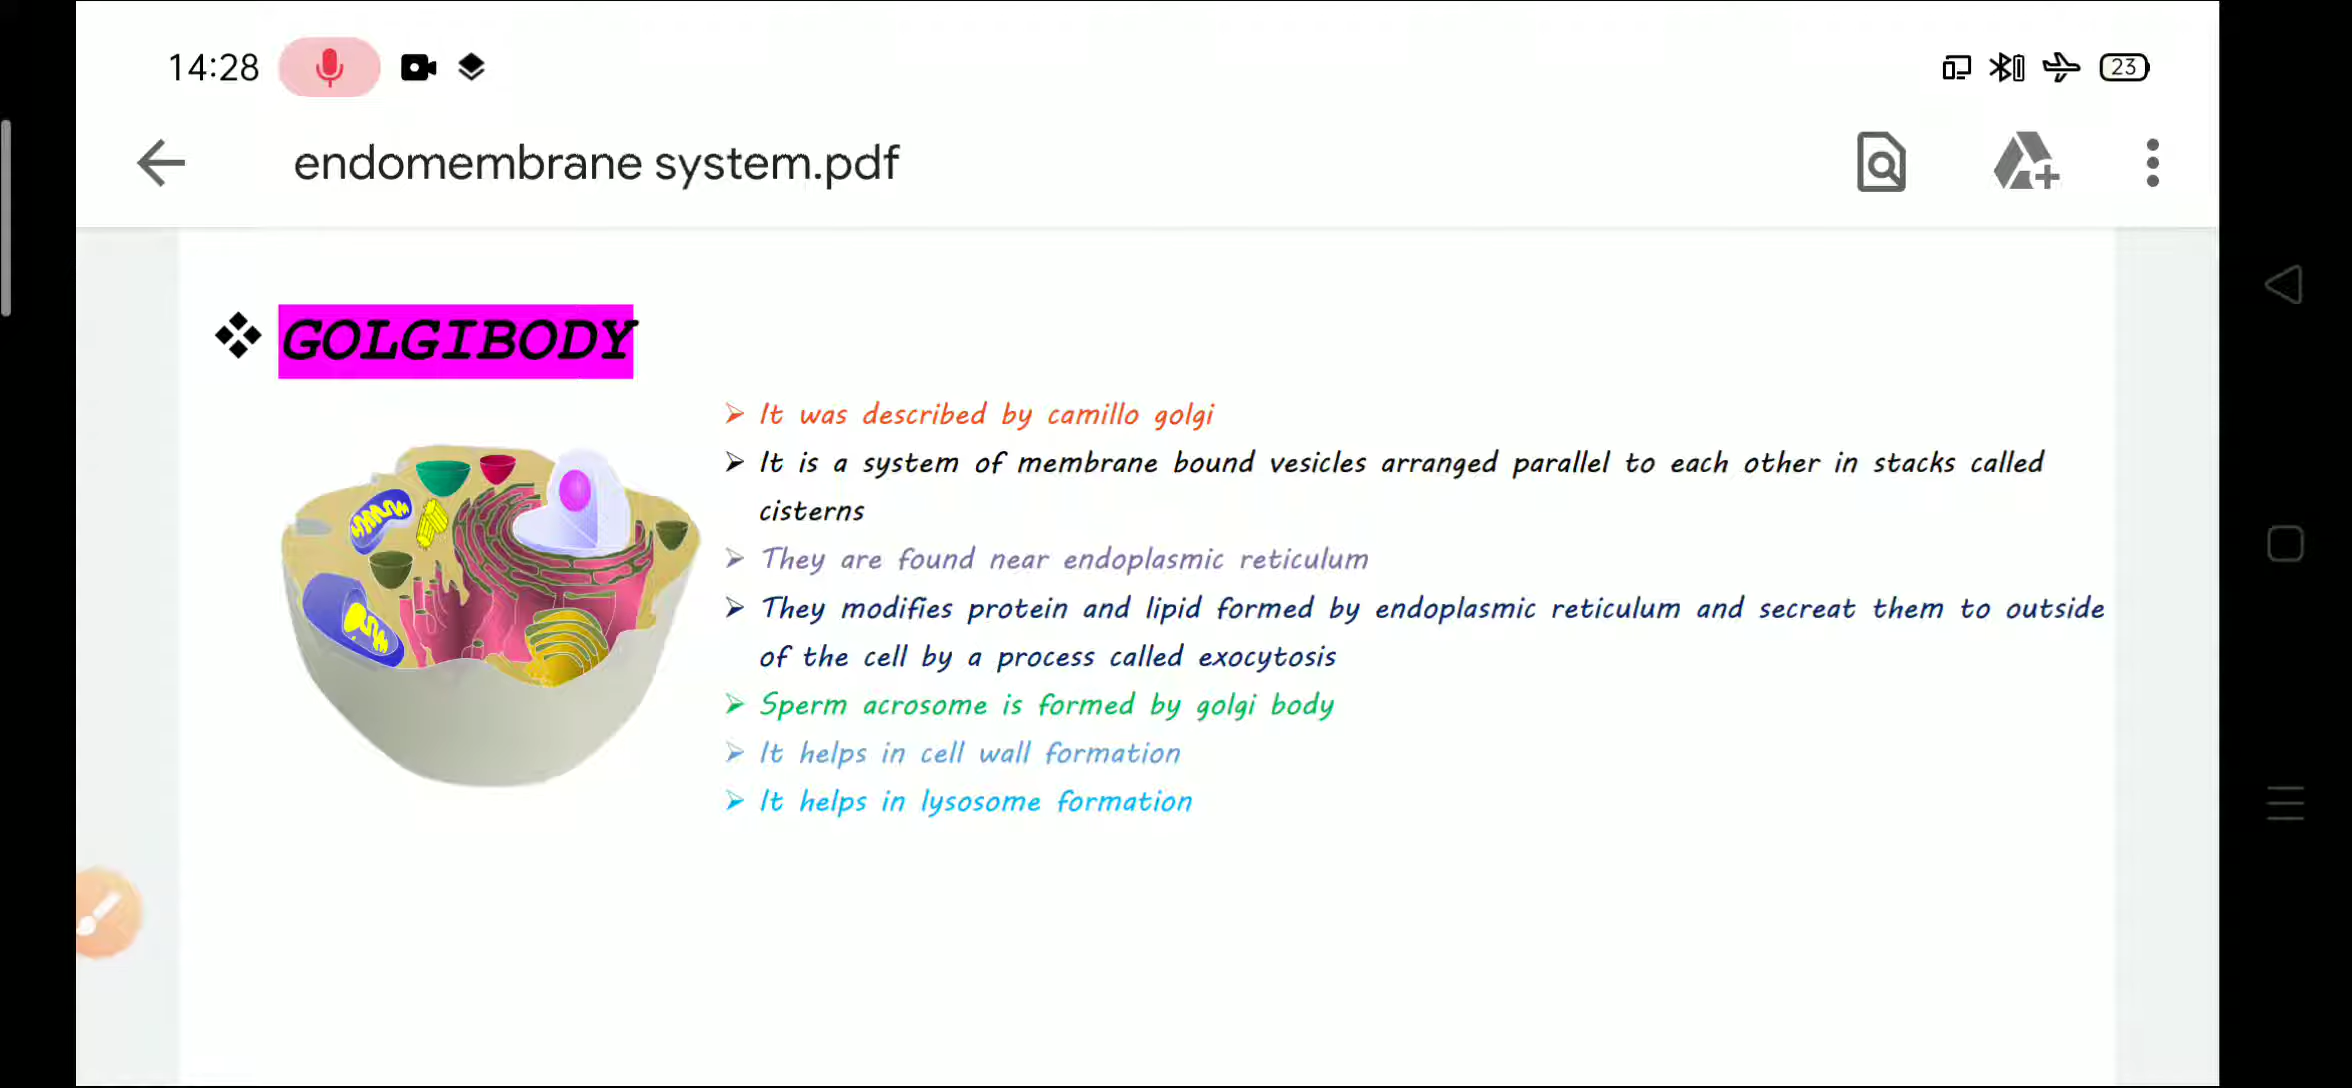 14:28
23
endomembrane system.pdf
GOLGIBODY
It was described by camillo golgi
It is a system of membrane bound vesicles arranged parallel to each other in stacks called
cisterns
They are found near endoplasmic reticulum
They modifies protein and lipid formed by endoplasmic reticulum and secreat them to outside
of the cell by a process called exocytosis
Sperm acrosome is formed by golgi body
It helps in cell wall formation
It helps in lysosome formation